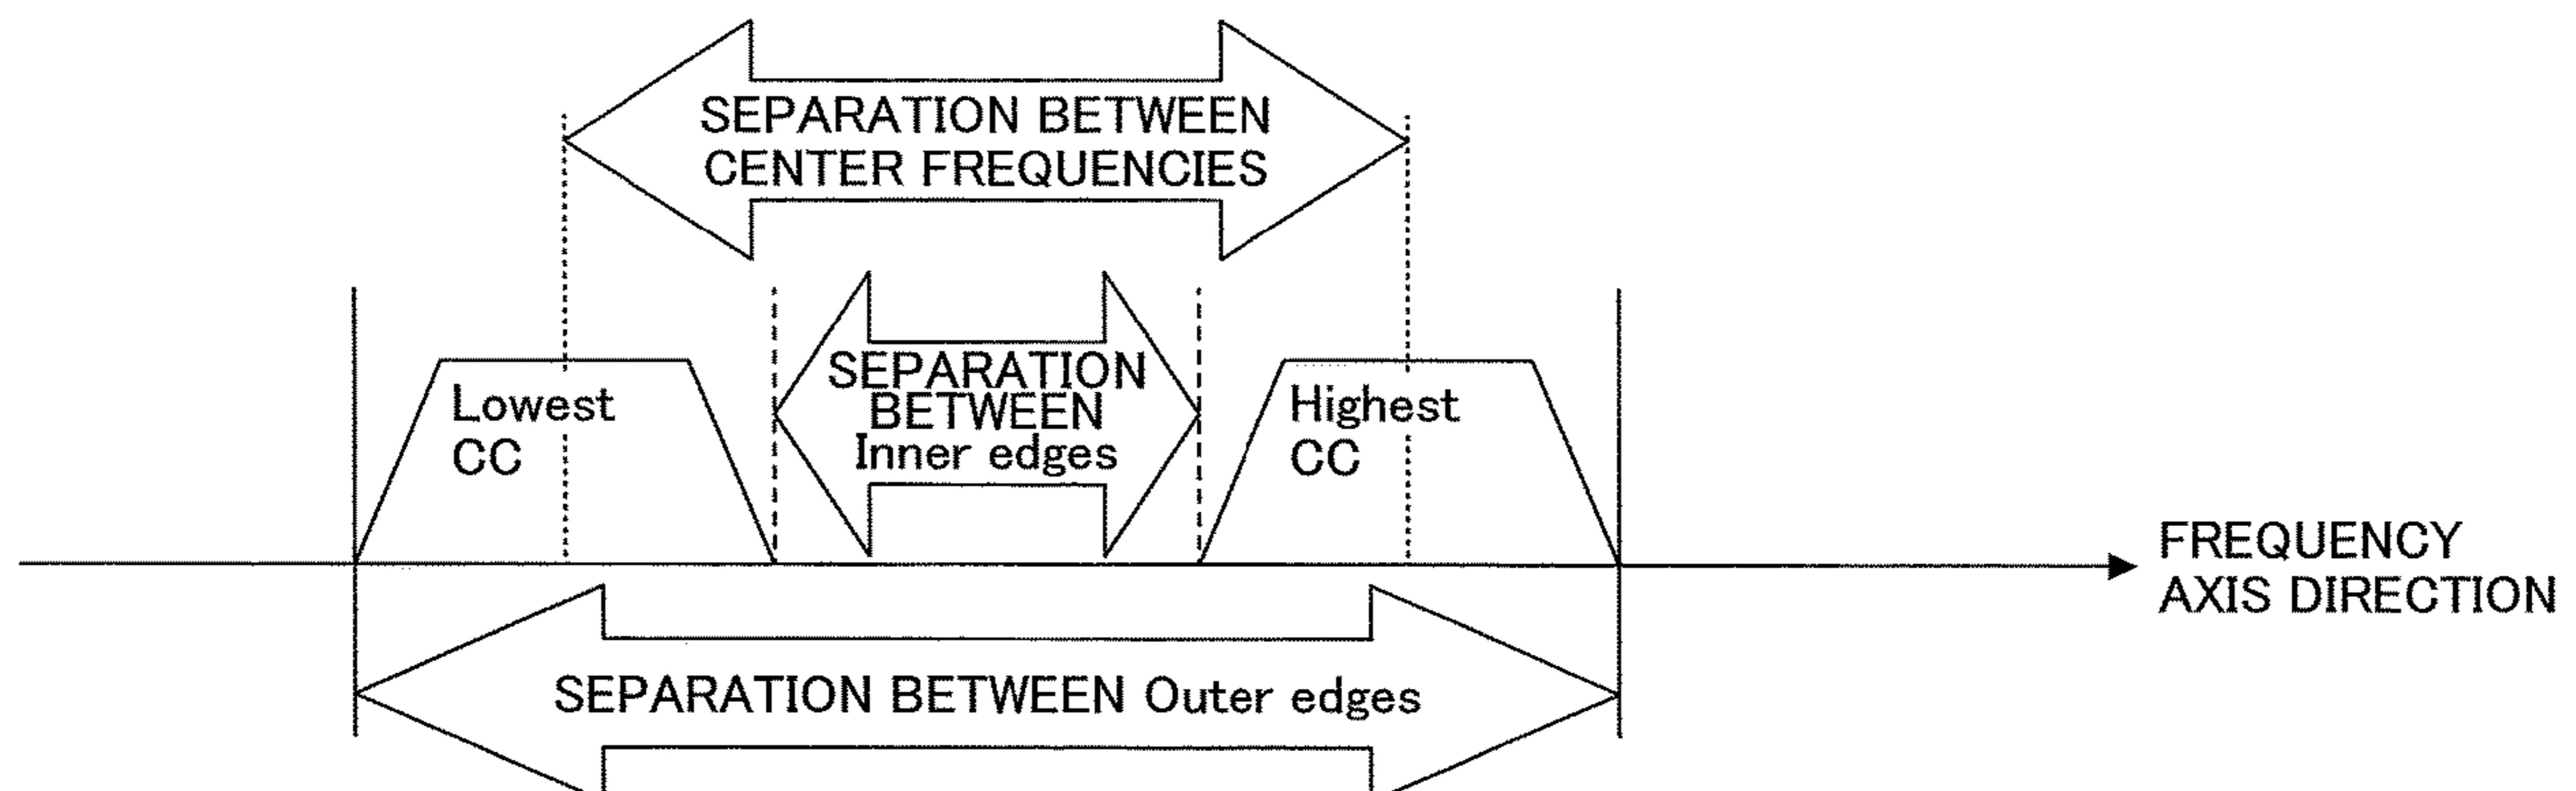 SEPARATION BETWEEN
CENTER FREQUENCIES
Lowest
CC
SEPARATION
BETWEEN
Inner edges
Highest
CC
FREQUENCY
AXIS DIRECTION
SEPARATION BETWEEN Outer edges